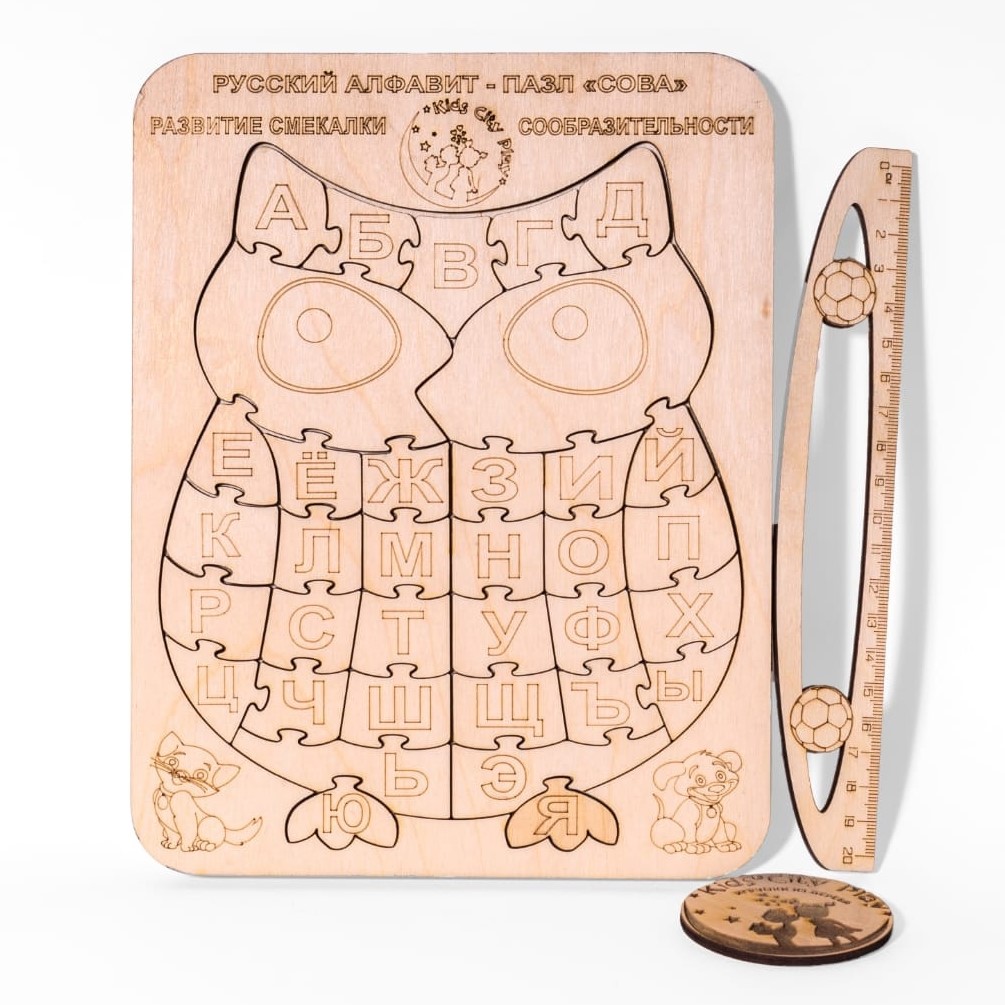 РУССКИЙ АЛФАВИТ - ПАЗЛ «СОВА»
РАЗВИТИЕ СМЕКАЛКИ СООБРАЗИТЕЛЬНОСТИ
Kids City Play
А Б В Г Д
Е Ё Ж З И Й
К Л М Н О П
Р С Т У Ф Х
Ц Ч Ш Щ Ъ Ы
Ь Э
Ю Я
0 1 2 3 4 5 6 7 8 9 10 11 12 13 14 15 16 17 18 19 20
Kids Play